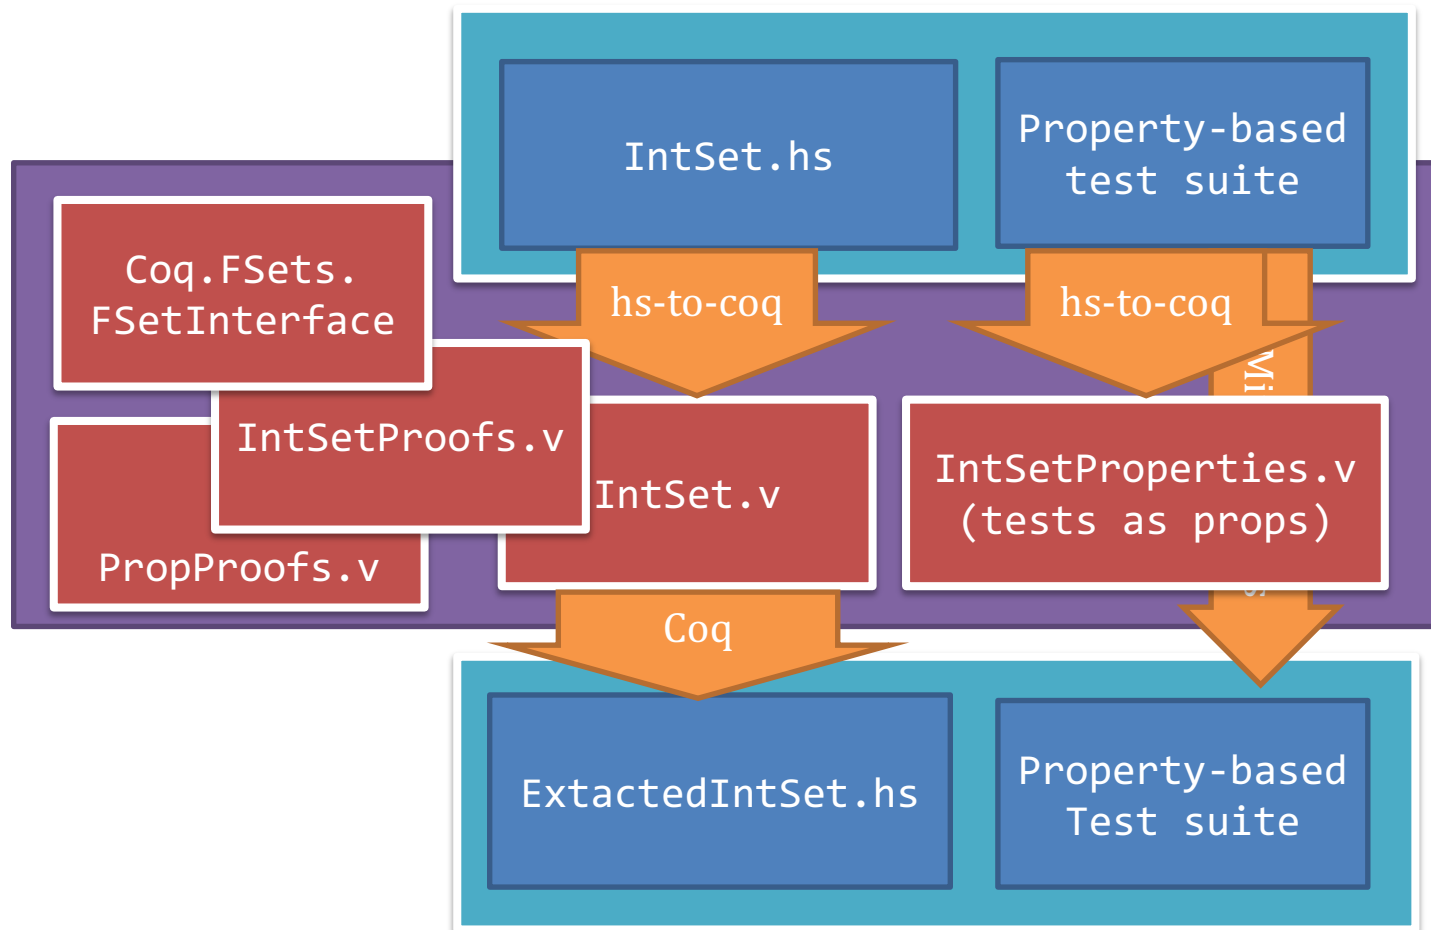 IntSet.hs
Property-based
test suite
Coq.FSets.
FSetInterface
hs-to-coq
hs-to-coq
IntSetProofs.v
IntSet.v
IntSetProperties.v
(tests as props)
PropProofs.v
Coq
ExtactedIntSet.hs
Property-based
Test suite